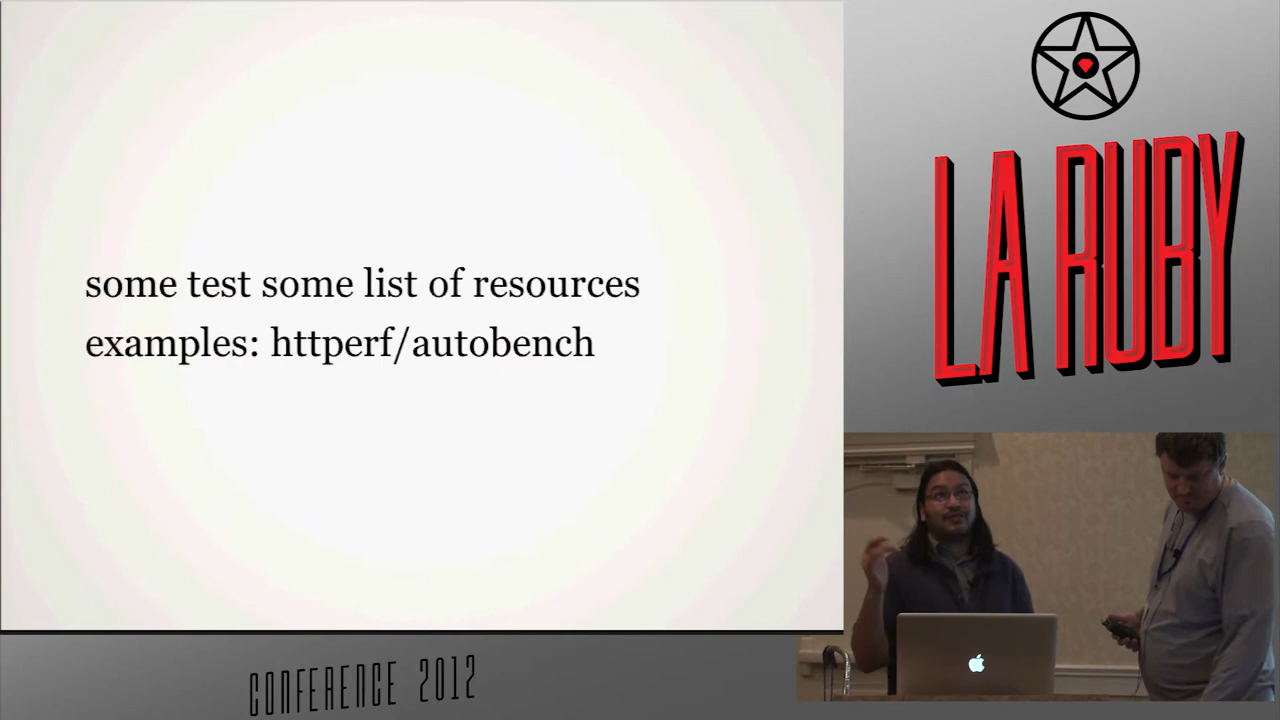 some test some list of resources
examples: httperf/autobench
LA RUBY
CONFERENCE 2012